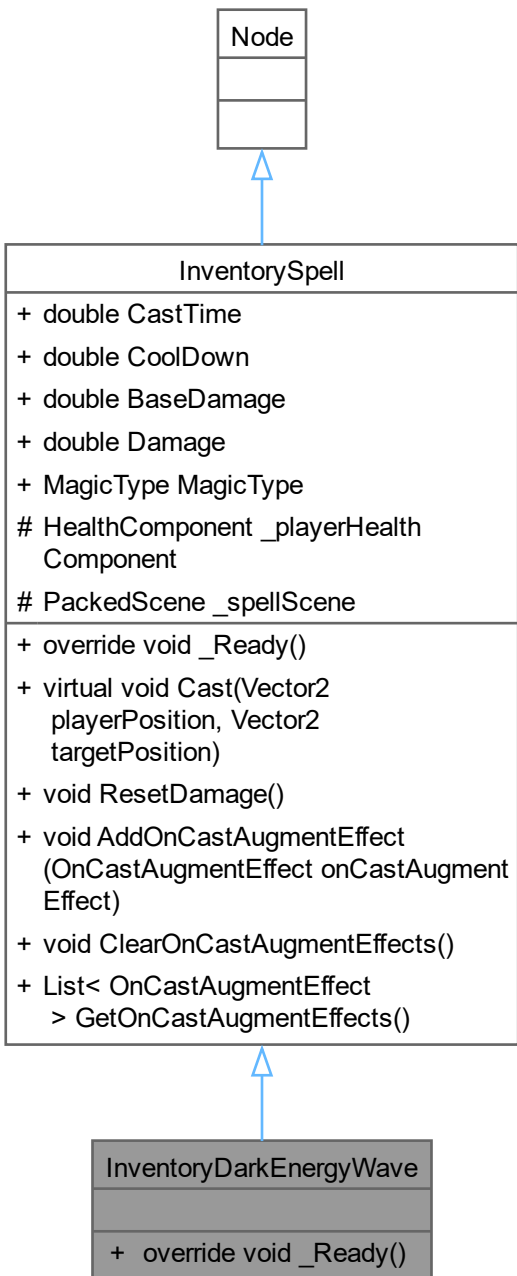 Node
InventorySpell
+ double CastTime
+ double CoolDown
+ double BaseDamage
+ double Damage
+ MagicType MagicType
# HealthComponent _playerHealth
Component
# PackedScene _spellScene
+ override void _Ready()
+ virtual void Cast(Vector2
playerPosition, Vector2
targetPosition)
+ void ResetDamage()
+ void AddOnCastAugmentEffect
(OnCastAugmentEffect onCastAugment
Effect)
+ void ClearOnCastAugmentEffects()
+ List< OnCastAugmentEffect
> GetOnCastAugmentEffects()
InventoryDarkEnergyWave
+ override void _Ready()